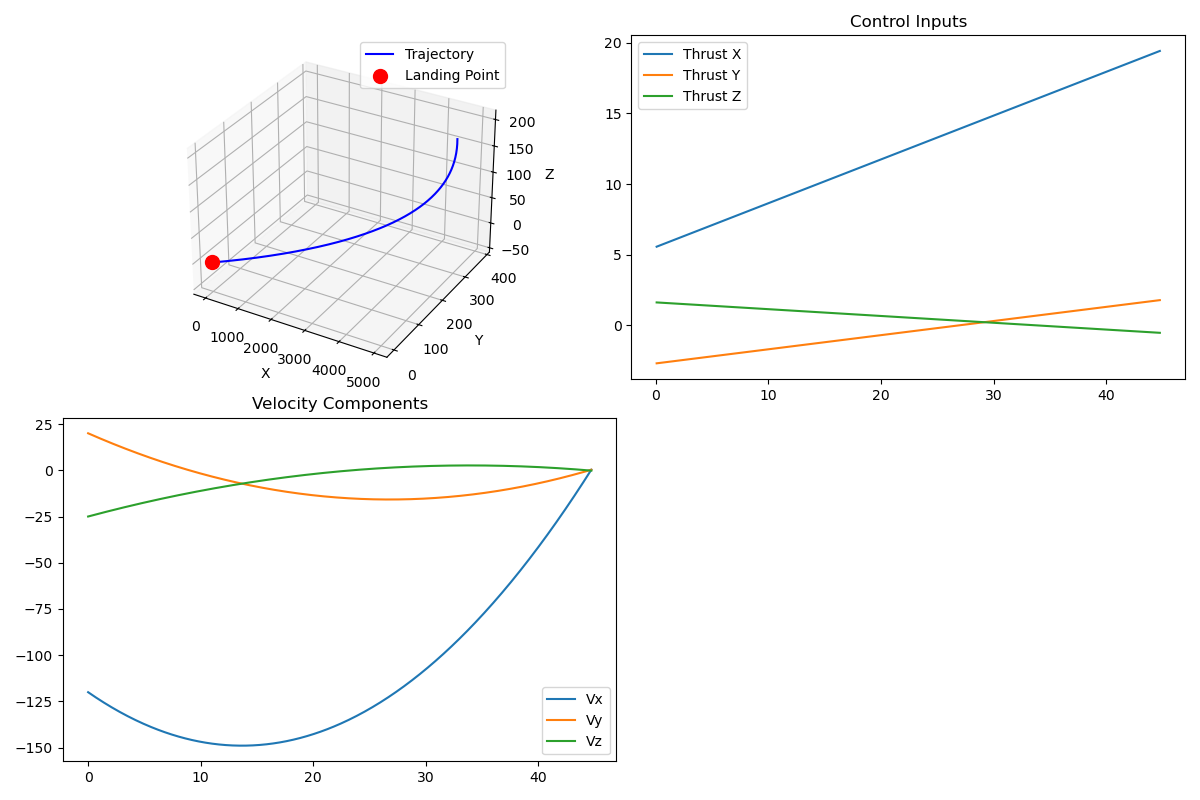 Trajectory
Landing Point
200
150
100
50
0
−50
Z
400
300
200
100
0
Y
0
1000
2000
3000
4000
5000
X
Control Inputs
Thrust X
Thrust Y
Thrust Z
20
15
10
5
0
0 10 20 30 40
Velocity Components
25
0
−25
−50
−75
−100
−125
−150
Vx
Vy
Vz
0 10 20 30 40